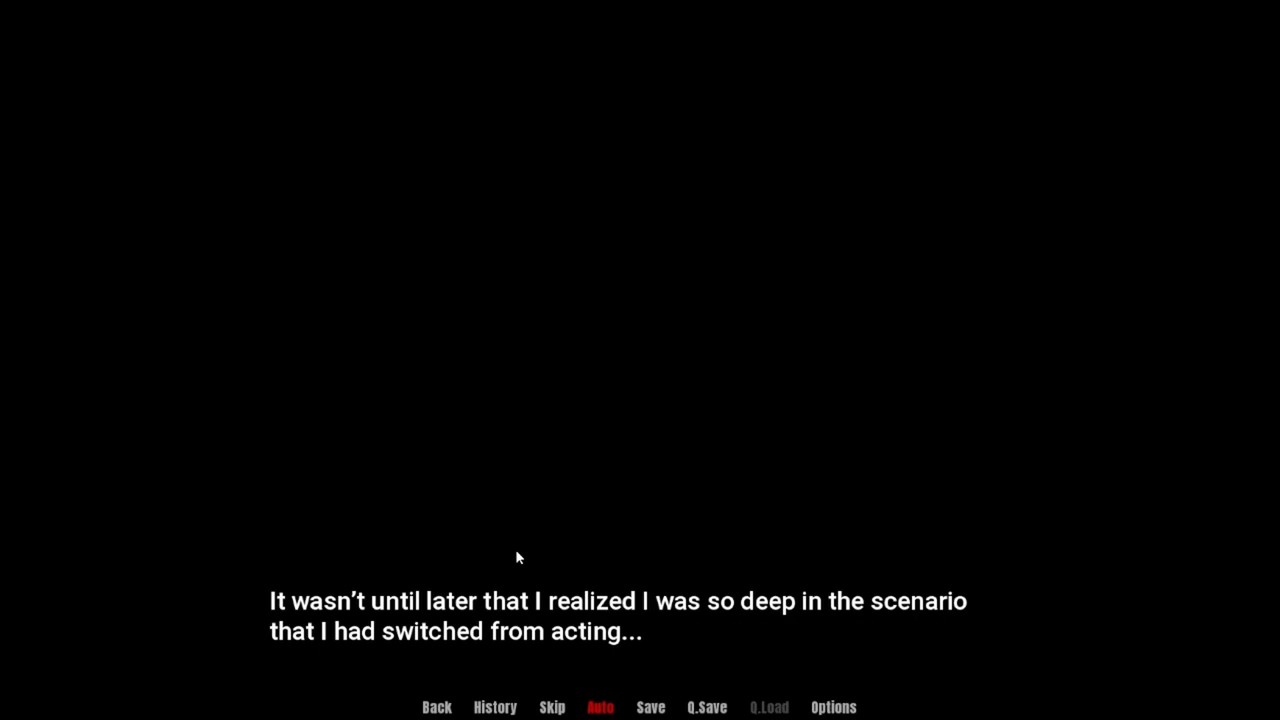 It wasn’t until later that I realized I was so deep in the scenario
that I had switched from acting...
Back History Skip Auto Save Q.Save Q.Load Options